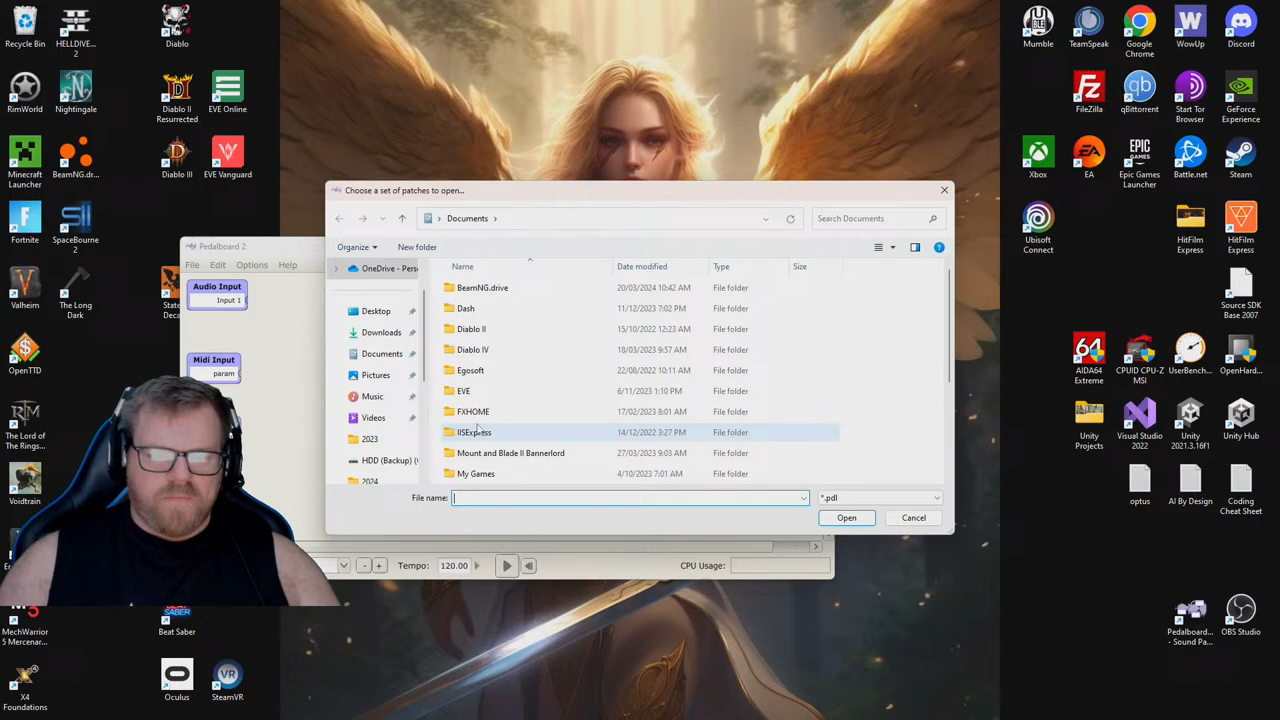 Recycle Bin
HELLDIVE...
2
Diablo
RimWorld
Nightingale
Diablo II
Resurrected
EVE Online
Minecraft
Launcher
BeamNG.dr...
Diablo III
EVE Vanguard
Fortnite
SpaceBourne
2
Valheim
The Long
Dark
State
Deca
OpenTTD
The Lord of
The Rings...
Voidtrain
MechWarrior
5 Mercenar...
Beat Saber
X4
Foundations
Oculus
SteamVR
Mumble
TeamSpeak
Google
Chrome
WowUp
Discord
FileZilla
qBittorrent
Start Tor
Browser
GeForce
Experience
Xbox
EA
Epic Games
Launcher
Battle.net
Steam
Ubisoft
Connect
HitFilm
Express
HitFilm
Express
Source SDK
Base 2007
AIDA64
Extreme
CPUID CPU-Z
MSI
UserBench...
OpenHard...
Unity
Projects
Visual Studio
2022
Unity
2021.3.16f1
Unity Hub
optus
AI By Design
Coding
Cheat Sheet
Pedalboard...
- Sound Pa...
OBS Studio
Pedalboard 2
File Edit Options Help
Audio Input
Input 1
Midi Input
param
Tempo: 120.00
CPU Usage:
Choose a set of patches to open...
Documents
Search Documents
Organize
New folder
OneDrive - Perso
Desktop
Downloads
Documents
Pictures
Music
Videos
2023
HDD (Backup) (
2024
Name Date modified Type Size
BeamNG.drive 20/03/2024 10:42 AM File folder
Dash 11/12/2023 7:02 PM File folder
Diablo II 15/10/2022 12:23 AM File folder
Diablo IV 18/03/2023 9:57 AM File folder
Egosoft 22/08/2022 10:11 AM File folder
EVE 6/11/2023 1:10 PM File folder
FXHOME 17/02/2023 8:01 AM File folder
IISExpress 14/12/2022 3:27 PM File folder
Mount and Blade II Bannerlord 27/03/2023 9:03 AM File folder
My Games 4/10/2023 7:01 AM File folder
File name:
*.pdl
Open
Cancel